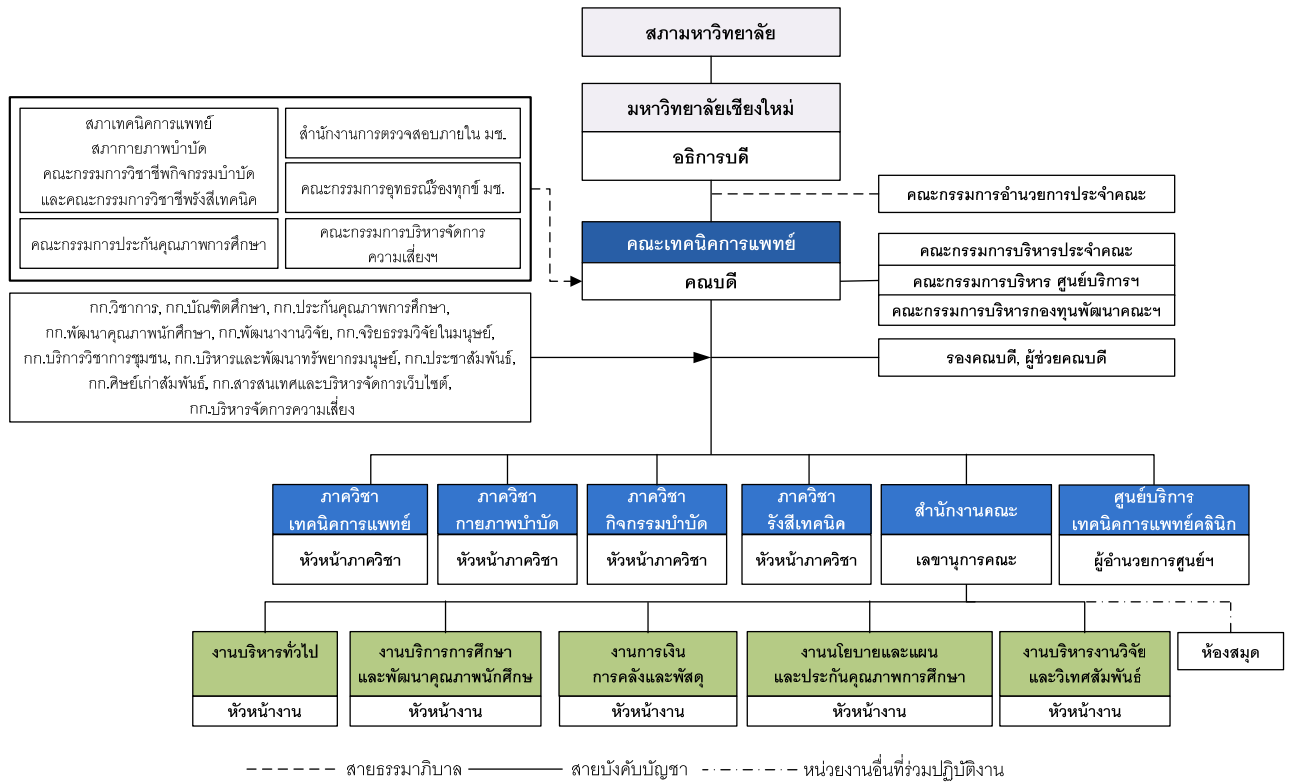 สภามหาวิทยาลัย
มหาวิทยาลัยเชียงใหม่
อธิการบดี
สภาเทคนิคการแพทย์
สภากายภาพบำบัด
คณะกรรมการวิชาชีพกิจกรรมบำบัด
และคณะกรรมการวิชาชีพรังสีเทคนิค
สำนักงานการตรวจสอบภายใน มช.
คณะกรรมการอุทธรณ์ร้องทุกข์ มช.
คณะกรรมการประกันคุณภาพการศึกษา
คณะกรรมการบริหารจัดการ
ความเสี่ยงฯ
คณะกรรมการอำนวยการประจำคณะ
คณะเทคนิคการแพทย์
คณบดี
คณะกรรมการบริหารประจำคณะ
คณะกรรมการบริหาร ศูนย์บริการฯ
คณะกรรมการบริหารกองทุนพัฒนาคณะฯ
กก.วิชาการ, กก.บัณฑิตศึกษา, กก.ประกันคุณภาพการศึกษา,
กก.พัฒนาคุณภาพนักศึกษา, กก.พัฒนางานวิจัย, กก.จริยธรรมวิจัยในมนุษย์,
กก.บริการวิชาการชุมชน, กก.บริหารและพัฒนาทรัพยากรมนุษย์, กก.ประชาสัมพันธ์,
กก.ศิษย์เก่าสัมพันธ์, กก.สารสนเทศและบริหารจัดการเว็บไซต์,
กก.บริหารจัดการความเสี่ยง
รองคณบดี, ผู้ช่วยคณบดี
ภาควิชา
เทคนิคการแพทย์
หัวหน้าภาควิชา
ภาควิชา
กายภาพบำบัด
หัวหน้าภาควิชา
ภาควิชา
กิจกรรมบำบัด
หัวหน้าภาควิชา
ภาควิชา
รังสีเทคนิค
หัวหน้าภาควิชา
สำนักงานคณะ
เลขานุการคณะ
ศูนย์บริการ
เทคนิคการแพทย์คลินิก
ผู้อำนวยการศูนย์ฯ
งานบริหารทั่วไป
หัวหน้างาน
งานบริการการศึกษา
และพัฒนาคุณภาพนักศึกษ
หัวหน้างาน
งานการเงิน
การคลังและพัสดุ
หัวหน้างาน
งานนโยบายและแผน
และประกันคุณภาพการศึกษา
หัวหน้างาน
งานบริหารงานวิจัย
และวิเทศสัมพันธ์
หัวหน้างาน
ห้องสมุด
สายธรรมาภิบาล
สายบังคับบัญชา
หน่วยงานอื่นที่ร่วมปฏิบัติงาน